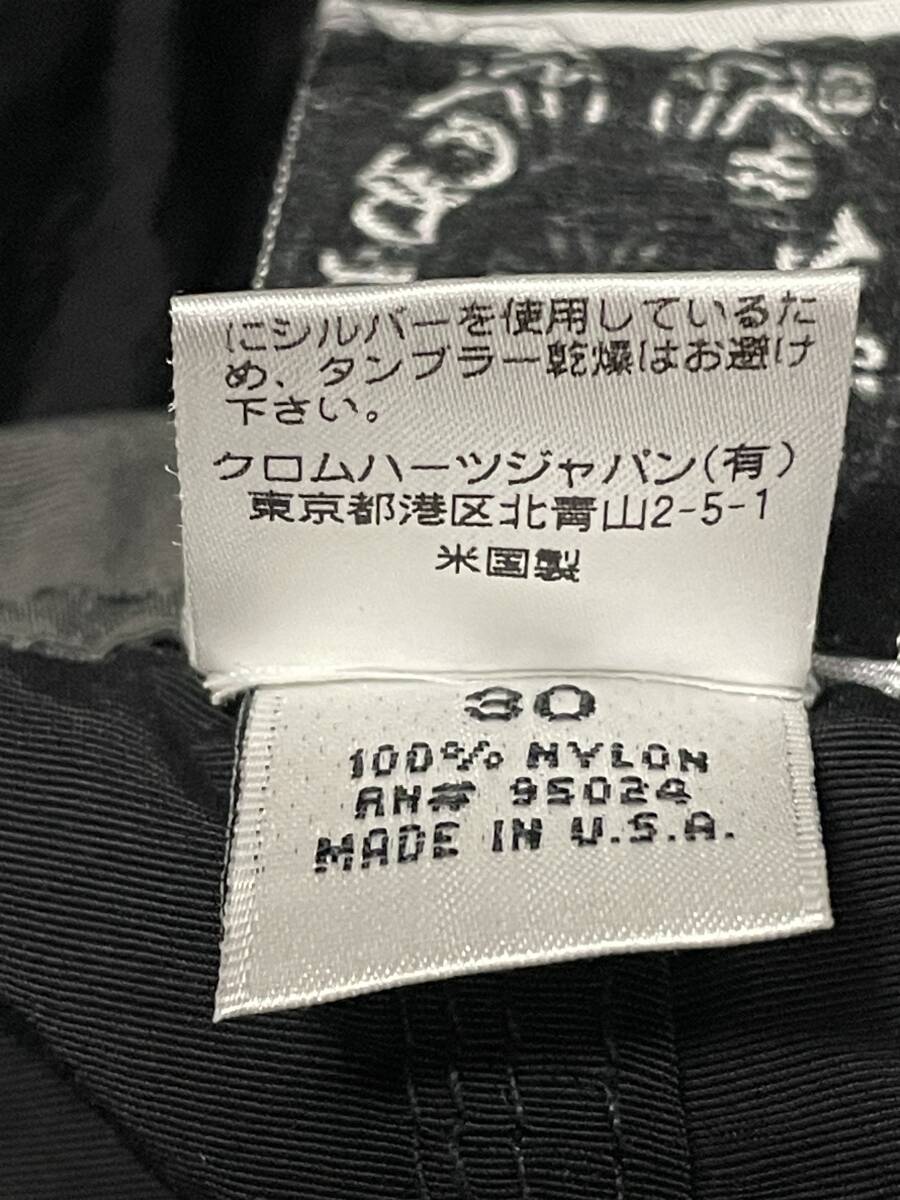 にシルバーを使用しているた
め、タンブラー乾燥はお避け
下さい。
クロムハーツジャパン(有)
東京都港区北青山2-5-1
米国製
30
100% NYLON
AN# 95024
MADE IN U.S.A.